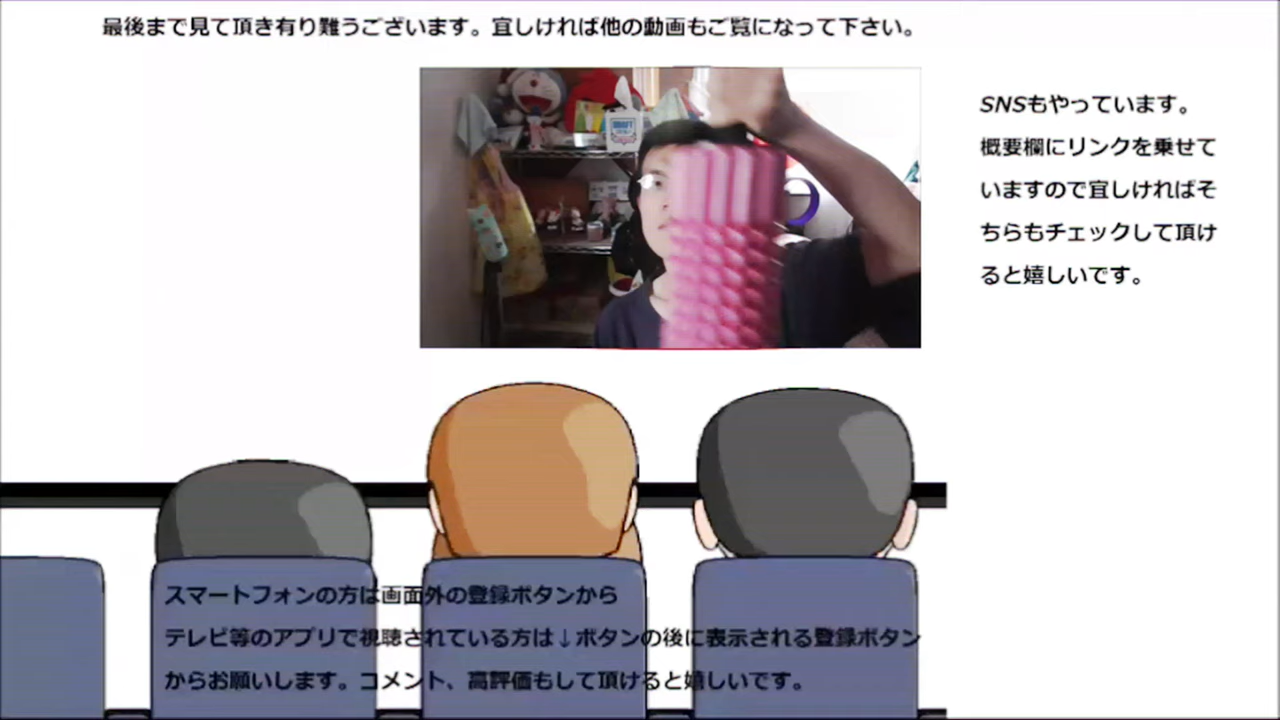 最後まで見て頂き有り難うございます。宜しければ他の動画もご覧になって下さい。
SNSもやっています。
概要欄にリンクを乗せて
いますので宜しければそ
ちらもチェックして頂け
ると嬉しいです。
スマートフォンの方は画面外の登録ボタンから
テレビ等のアプリで視聴されている方は↓ボタンの後に表示される登録ボタン
からお願いします。コメント、高評価もして頂けると嬉しいです。